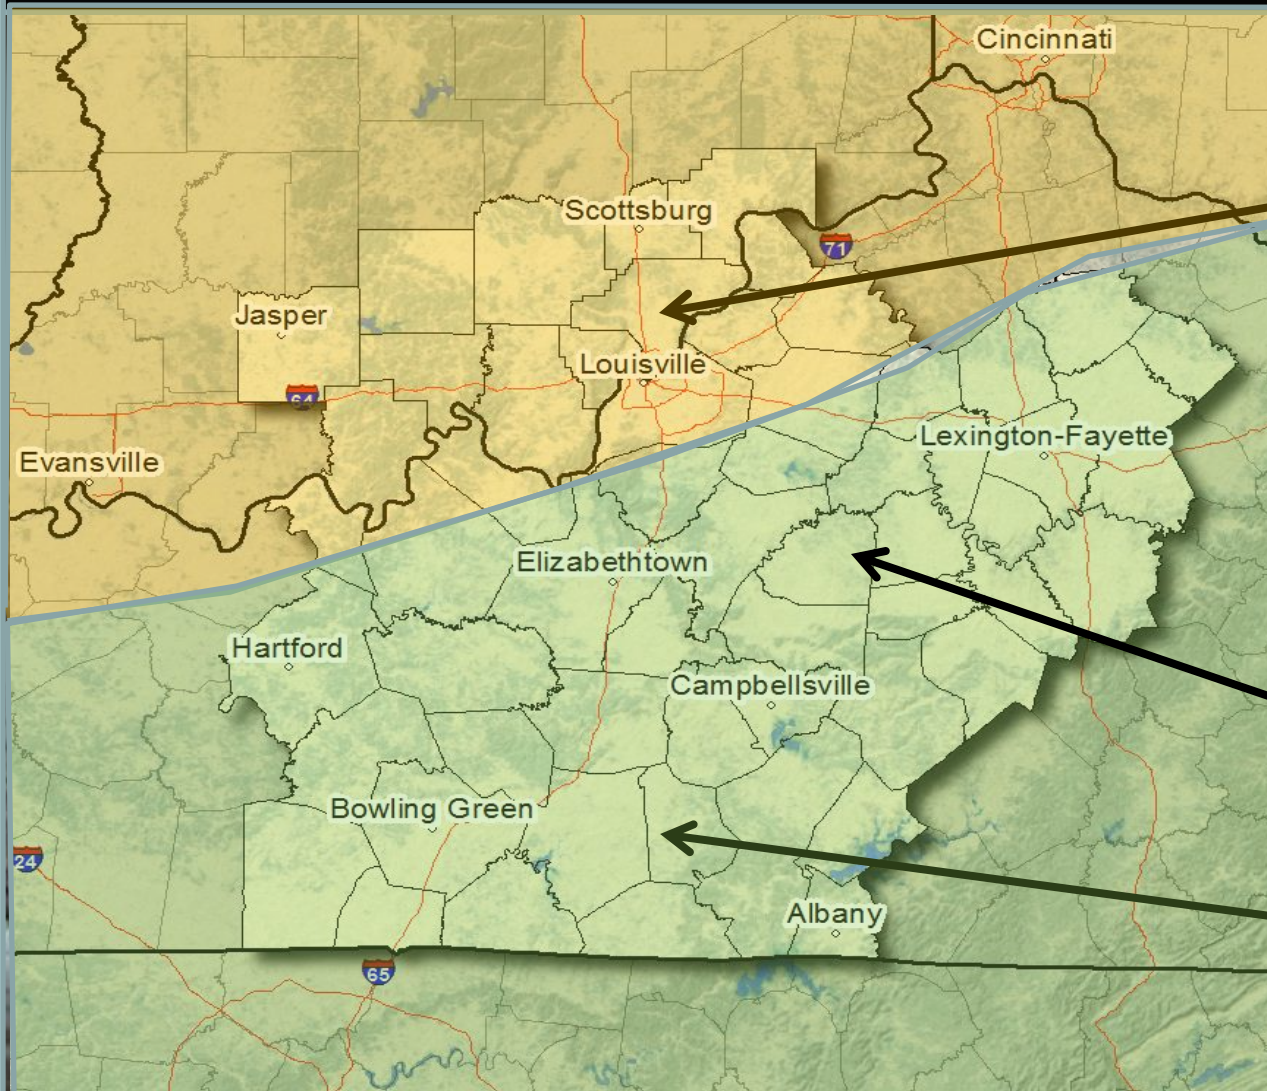 Cincinnati
Scottsburg
71
Jasper
Louisville
64
Lexington-Fayette
Evansville
Elizabethtown
Hartford
Campbellsville
Bowling Green
24
Albany
65